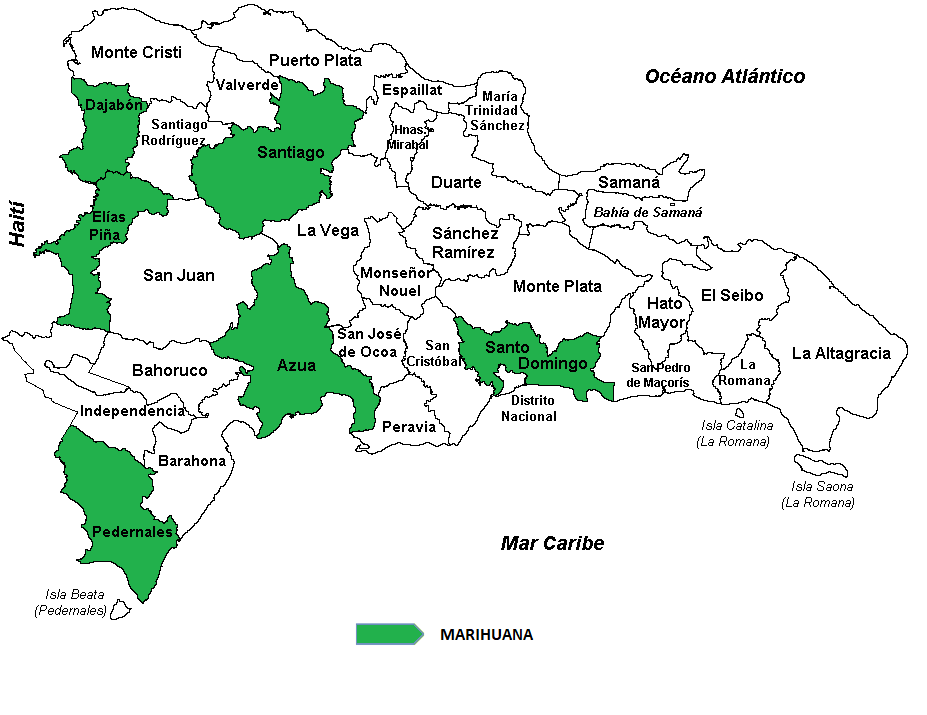 Monte Cristi
Puerto Plata
Océano Atlántico
Valverde
Espaillat
Dajabón
María
Trinidad
Sánchez
Santiago
Rodríguez
Hnas.
Mirabal
Santiago
Duarte
Samaná
Bahía de Samaná
Haití
Elías
Piña
La Vega
Sánchez
Ramírez
San Juan
Monseñor
Nouel
Monte Plata
El Seibo
Hato
Mayor
San José
de Ocoa
San
Cristóbal
Santo
Domingo
La Altagracia
Azua
Bahoruco
San Pedro
de Macorís
La
Romana
Independencia
Distrito
Nacional
Peravia
Isla Catalina
(La Romana)
Barahona
Isla Saona
(La Romana)
Pedernales
Mar Caribe
Isla Beata
(Pedernales)
MARIHUANA